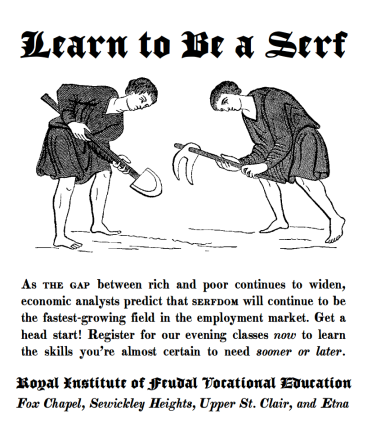 Learn to Be a Serf
As the gap between rich and poor continues to widen,
economic analysts predict that serfdom will continue to be
the fastest-growing field in the employment market. Get a
head start! Register for our evening classes now to learn
the skills you're almost certain to need sooner or later.
Royal Institute of Feudal Vocational Education
Fox Chapel, Sewickley Heights, Upper St. Clair, and Etna